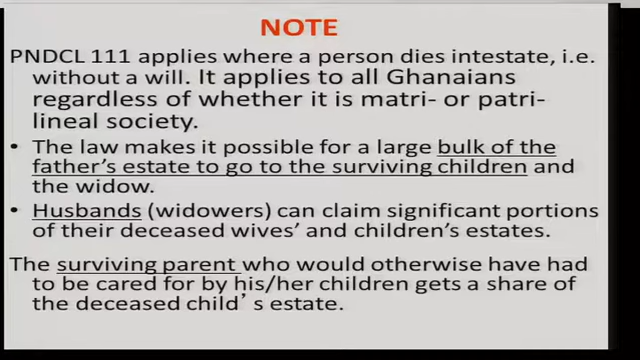 NOTE
PNDCL 111 applies where a person dies intestate, i.e.
without a will. It applies to all Ghanaians
regardless of whether it is matri- or patri-
lineal society.
• The law makes it possible for a large bulk of the
father's estate to go to the surviving children and
the widow.
• Husbands (widowers) can claim significant portions
of their deceased wives' and children's estates.
The surviving parent who would otherwise have had
to be cared for by his/her children gets a share of
the deceased child's estate.